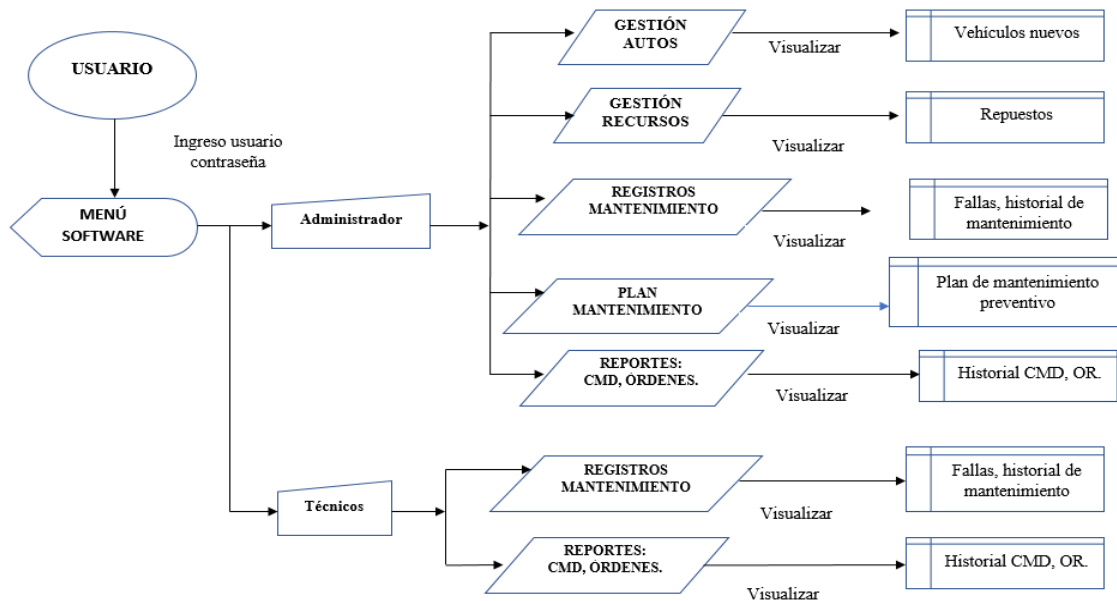 USUARIO
Ingreso usuario
contraseña
MENÚ
SOFTWARE
Administrador
GESTIÓN
AUTOS
Visualizar
Vehículos nuevos
GESTIÓN
RECURSOS
Visualizar
Repuestos
REGISTROS
MANTENIMIENTO
Visualizar
Fallas, historial de
mantenimiento
PLAN
MANTENIMIENTO
Visualizar
Plan de mantenimiento
preventivo
REPORTES:
CMD, ÓRDENES.
Visualizar
Historial CMD, OR.
Técnicos
REGISTROS
MANTENIMIENTO
Visualizar
Fallas, historial de
mantenimiento
REPORTES:
CMD, ÓRDENES.
Visualizar
Historial CMD, OR.